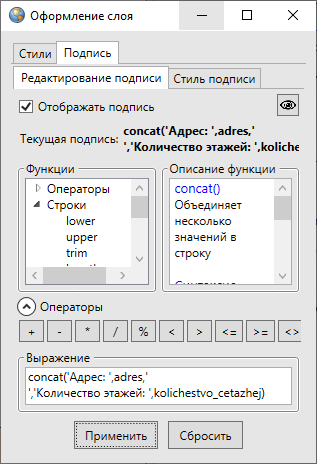 Оформление слоя
Стили Подпись
Редактирование подписи Стиль подписи
Отображать подпись
Текущая подпись: concat('Адрес: ',adres,'
','Количество этажей: ',kolichε
Функции
Операторы
Строки
lower
upper
trim
Описание функции
concat()
Объединяет
несколько
значений в
строку
Операторы
+ - * / % < > <= >= <>
Выражение
concat('Адрес: ',adres,'
','Количество этажей: ',kolichestvo_cetazhej)
Применить Сбросить